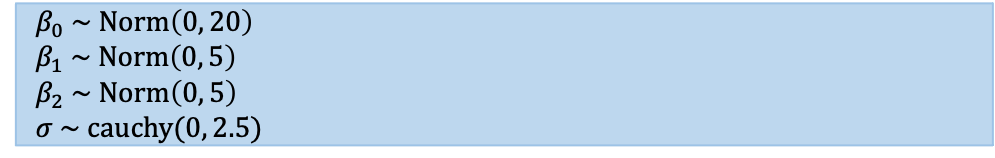 β₀ ~ Norm(0, 20)
β₁ ~ Norm(0, 5)
β₂ ~ Norm(0, 5)
σ ~ cauchy(0, 2.5)